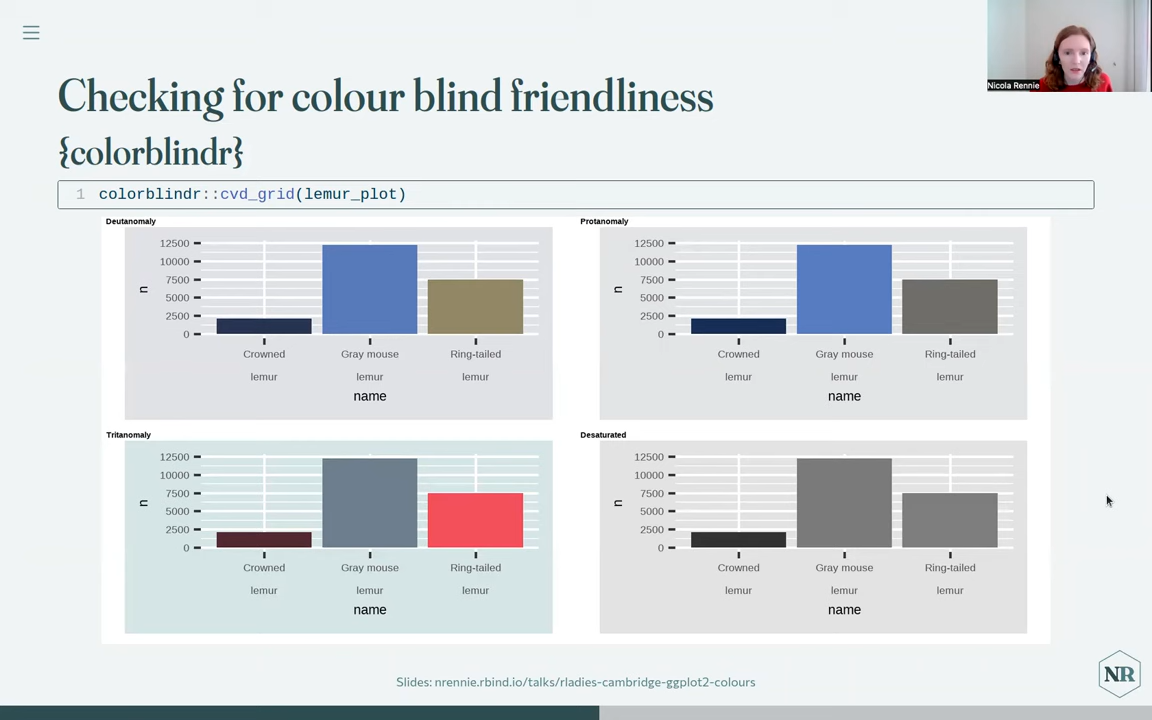 Nicola Rennie
Checking for colour blind friendliness
{colorblindr}
1 colorblindr::cvd_grid(lemur_plot)
Deutanomaly
12500
10000
7500
5000
2500
0
n
Crowned lemur
Gray mouse lemur
Ring-tailed lemur
name
Protanomaly
12500
10000
7500
5000
2500
0
n
Crowned lemur
Gray mouse lemur
Ring-tailed lemur
name
Tritanomaly
12500
10000
7500
5000
2500
0
n
Crowned lemur
Gray mouse lemur
Ring-tailed lemur
name
Desaturated
12500
10000
7500
5000
2500
0
n
Crowned lemur
Gray mouse lemur
Ring-tailed lemur
name
Slides: nrennie.rbind.io/talks/rladies-cambridge-ggplot2-colours
NR